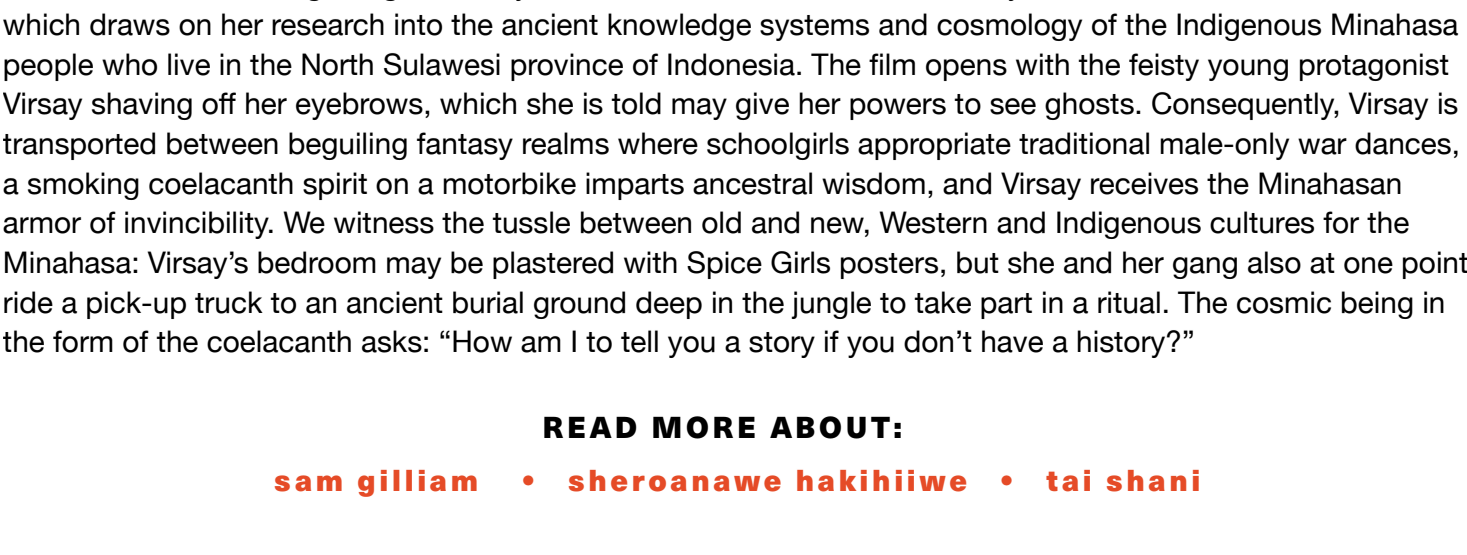 which draws on her research into the ancient knowledge systems and cosmology of the Indigenous Minahasa
people who live in the North Sulawesi province of Indonesia. The film opens with the feisty young protagonist
Virsay shaving off her eyebrows, which she is told may give her powers to see ghosts. Consequently, Virsay is
transported between beguiling fantasy realms where schoolgirls appropriate traditional male-only war dances,
a smoking coelacanth spirit on a motorbike imparts ancestral wisdom, and Virsay receives the Minahasan
armor of invincibility. We witness the tussle between old and new, Western and Indigenous cultures for the
Minahasa: Virsay’s bedroom may be plastered with Spice Girls posters, but she and her gang also at one point
ride a pick-up truck to an ancient burial ground deep in the jungle to take part in a ritual. The cosmic being in
the form of the coelacanth asks: “How am I to tell you a story if you don’t have a history?”
READ MORE ABOUT:
sam gilliam • sheroanawe hakihiiwe • tai shani